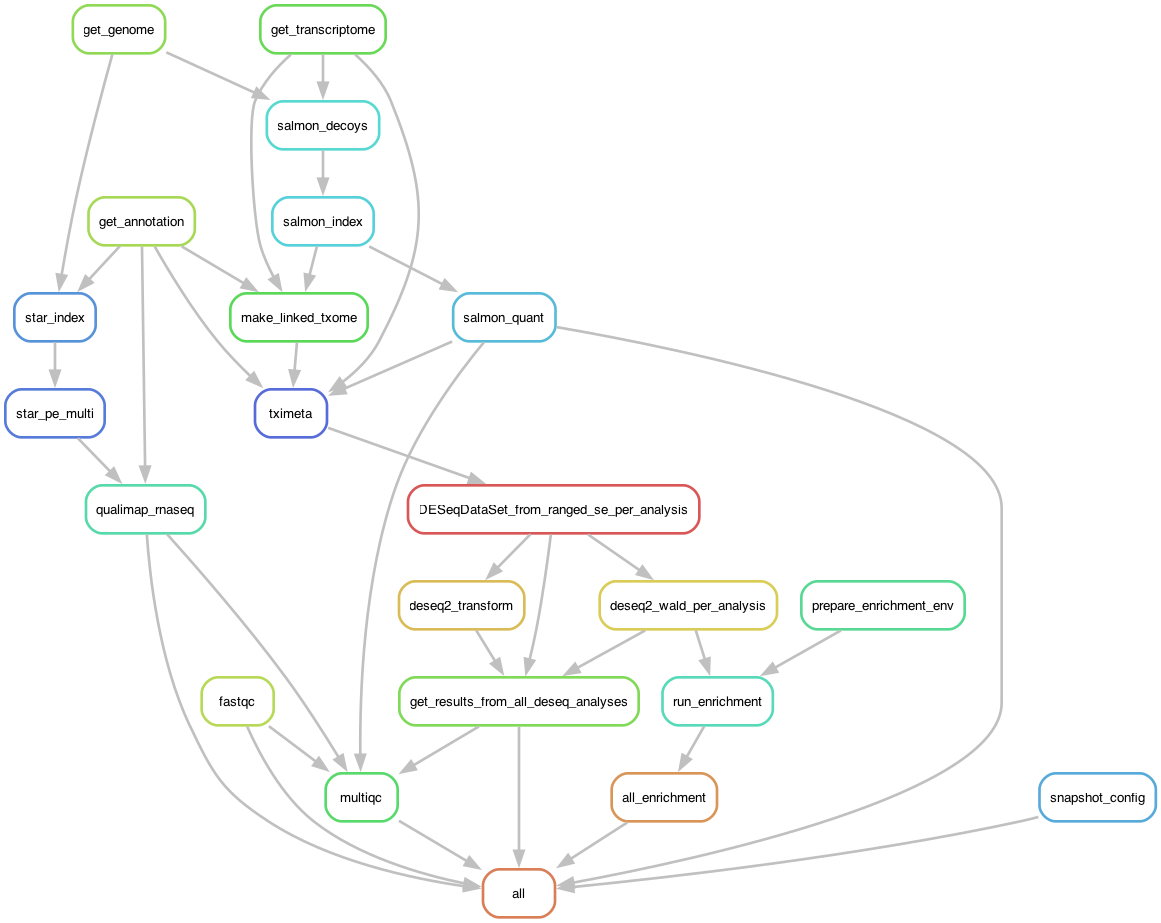 get_genome
get_transcriptome
salmon_decoys
get_annotation
salmon_index
star_index
make_linked_txome
salmon_quant
star_pe_multi
tximeta
qualimap_rnaseq
DESeqDataSet_from_ranged_se_per_analysis
deseq2_transform
deseq2_wald_per_analysis
prepare_enrichment_env
fastqc
get_results_from_all_deseq_analyses
run_enrichment
multiqc
all_enrichment
snapshot_config
all